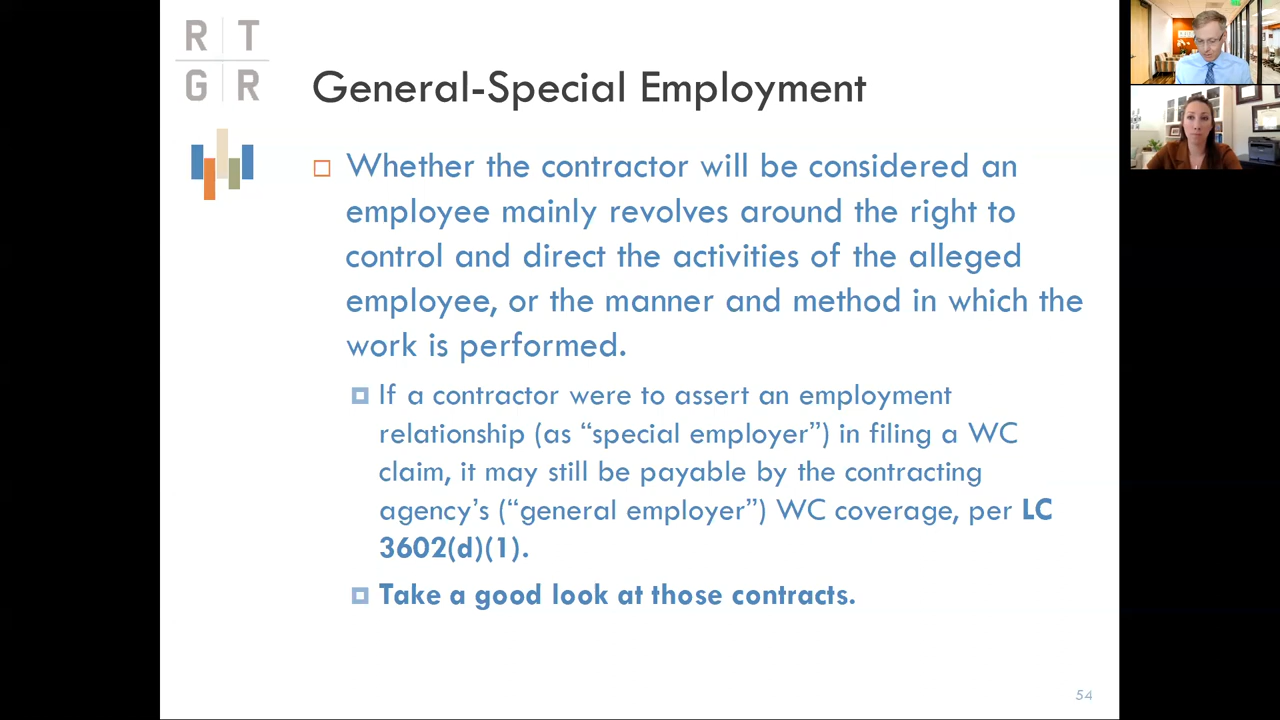 R T
G R
General-Special Employment
Whether the contractor will be considered an
employee mainly revolves around the right to
control and direct the activities of the alleged
employee, or the manner and method in which the
work is performed.
If a contractor were to assert an employment
relationship (as “special employer”) in filing a WC
claim, it may still be payable by the contracting
agency’s (“general employer”) WC coverage, per LC
3602(d)(1).
Take a good look at those contracts.
54